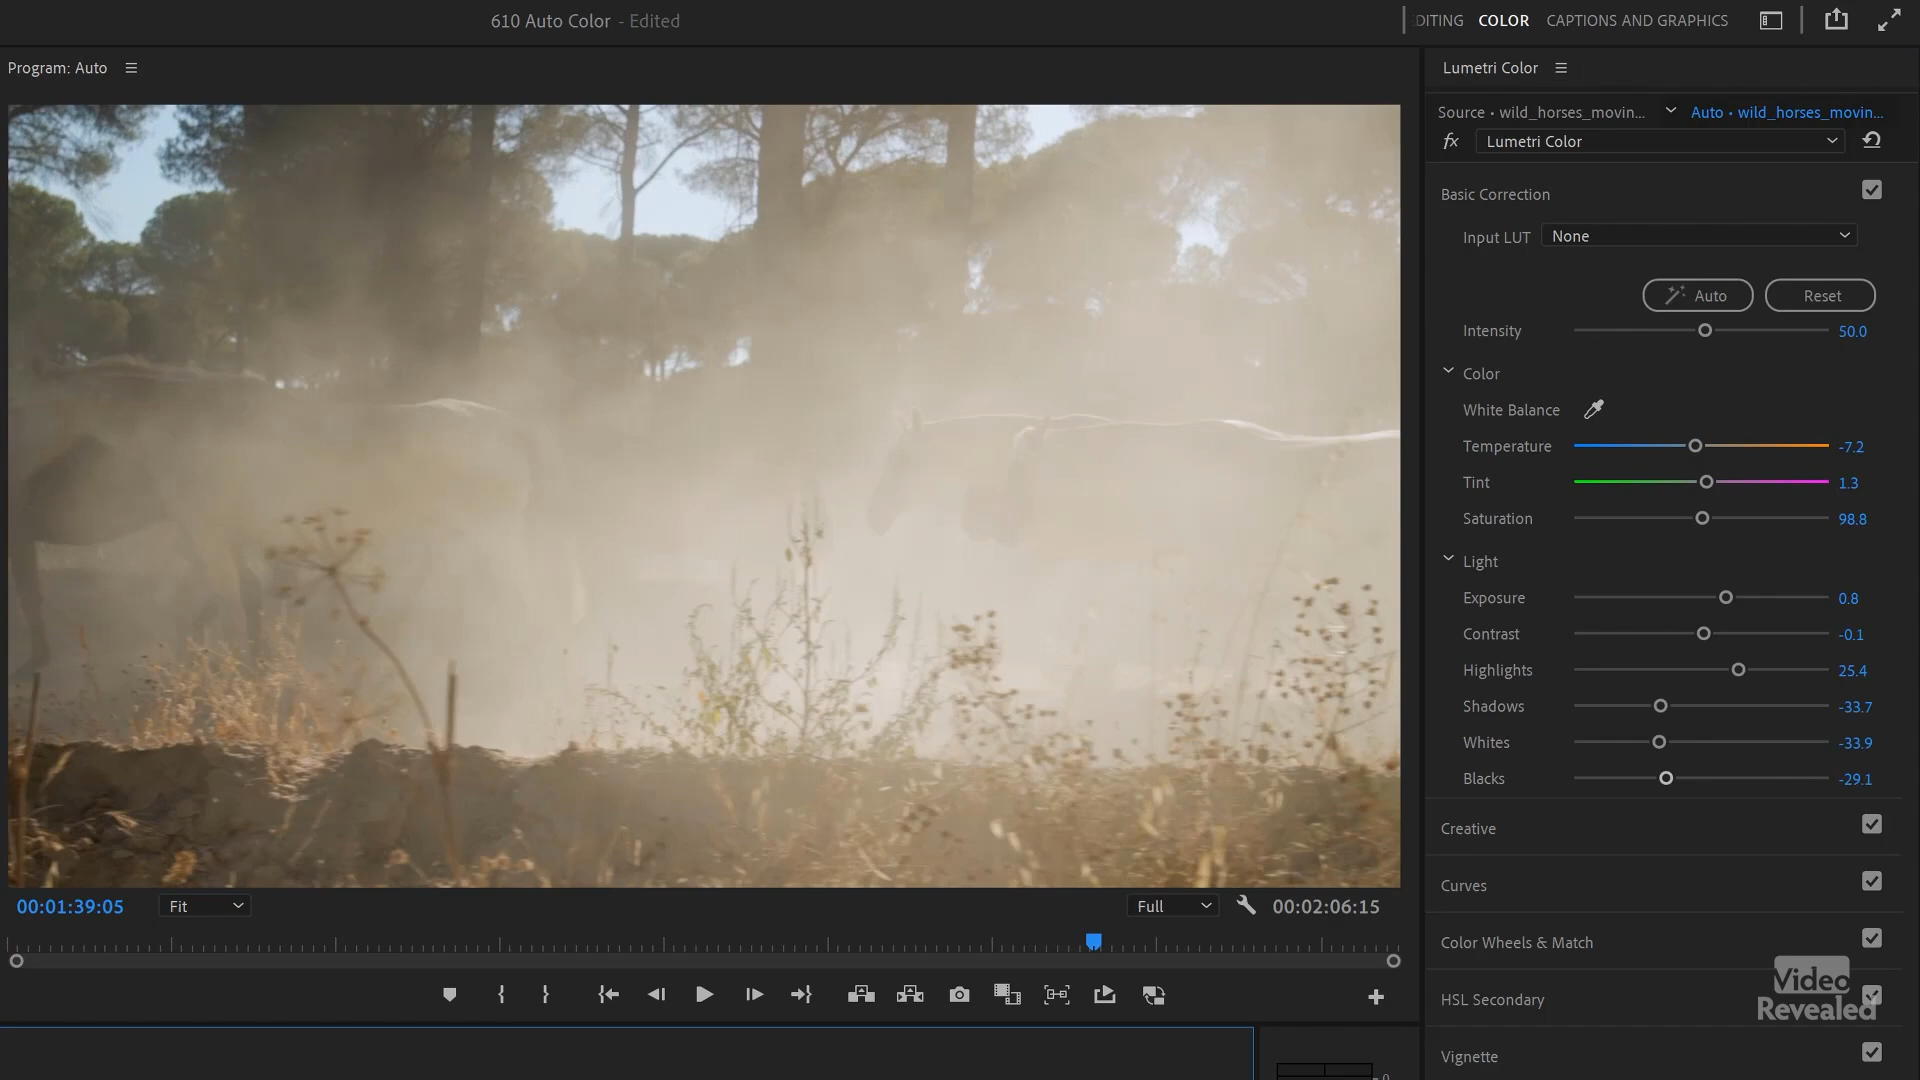 610 Auto Color - Edited
DITING COLOR CAPTIONS AND GRAPHICS
Program: Auto
Lumetri Color
Source • wild_horses_movin... Auto • wild_horses_movin...
fx Lumetri Color
Basic Correction
Input LUT None
Auto Reset
Intensity 50.0
Color
White Balance
Temperature -7.2
Tint 1.3
Saturation 98.8
Light
Exposure 0.8
Contrast -0.1
Highlights 25.4
Shadows -33.7
Whites -33.9
Blacks -29.1
Creative
Curves
Color Wheels & Match
HSL Secondary
Vignette
00:01:39:05 Fit Full 00:02:06:15
Video
Revealed
0